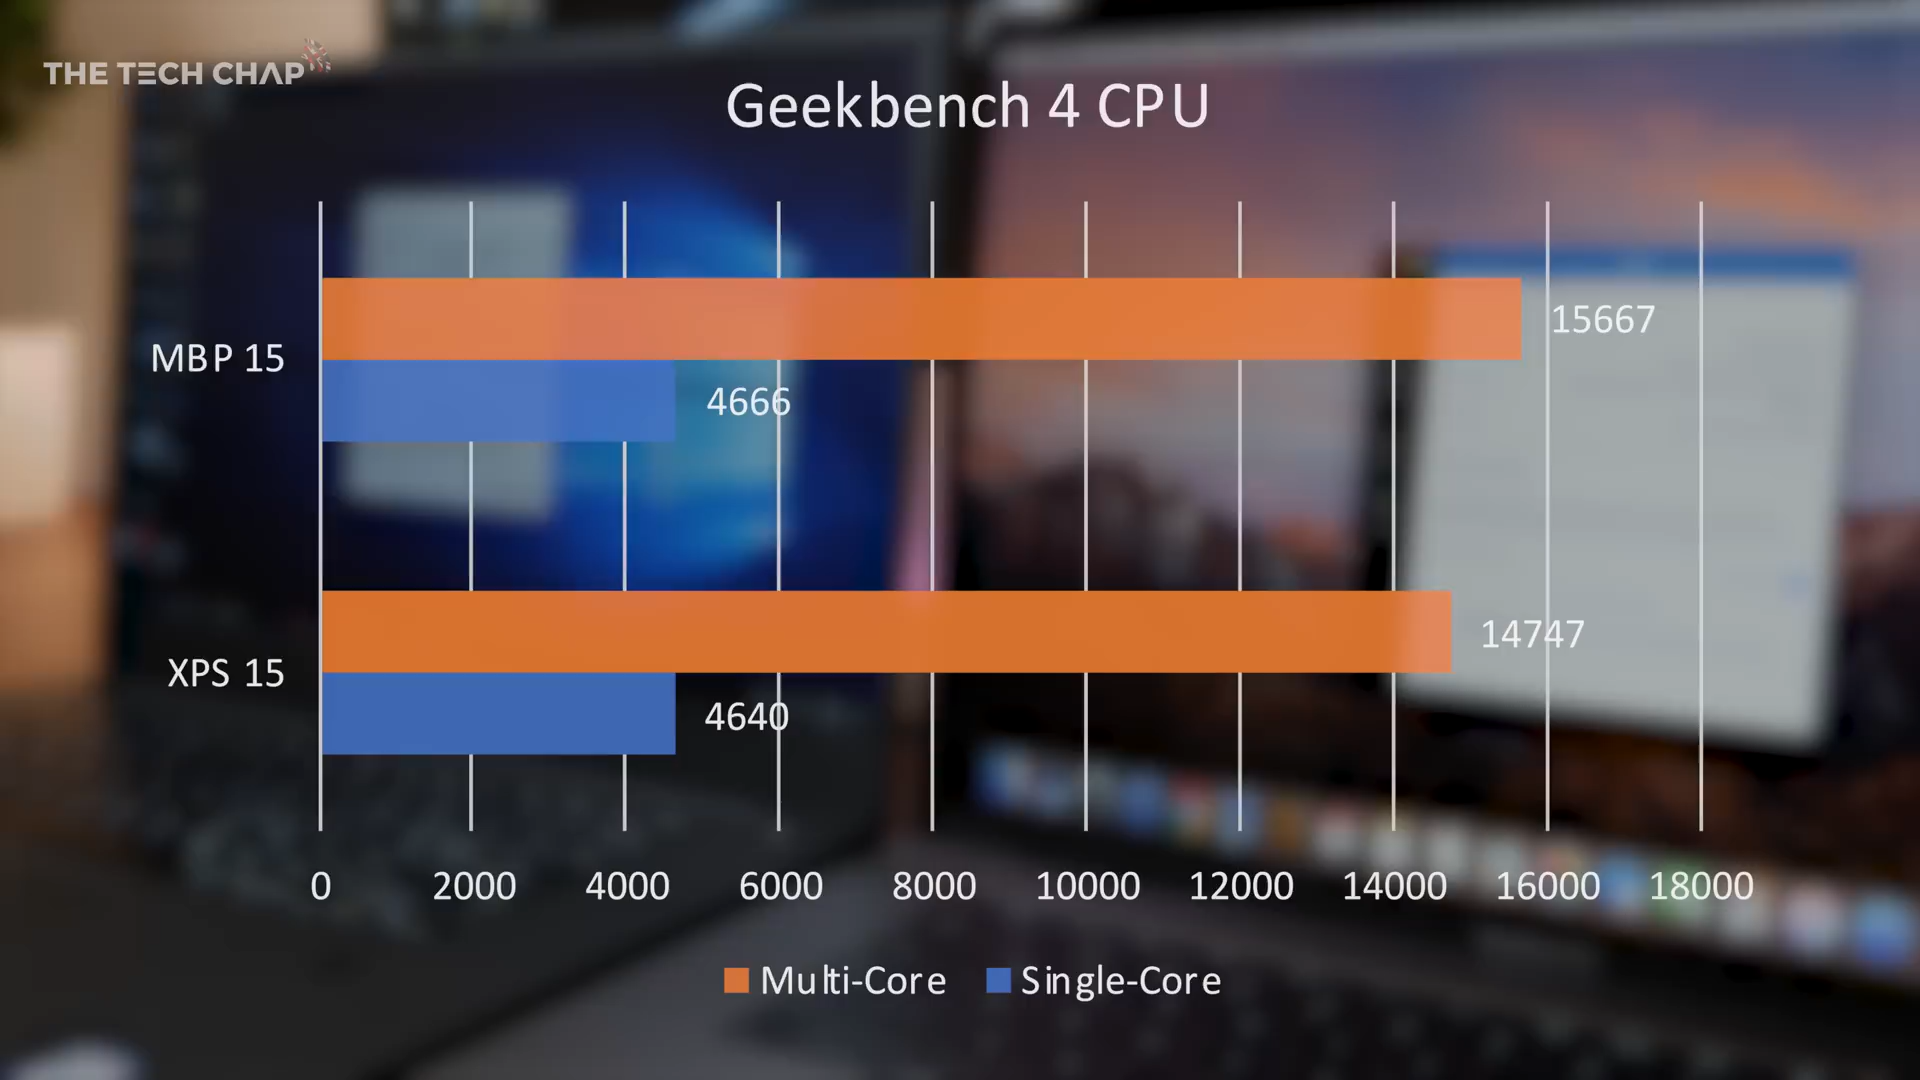 THE TECH CHAP
Geekbench 4 CPU
MBP 15
15667
4666
XPS 15
14747
4640
0 2000 4000 6000 8000 10000 12000 14000 16000 18000
Multi-Core Single-Core